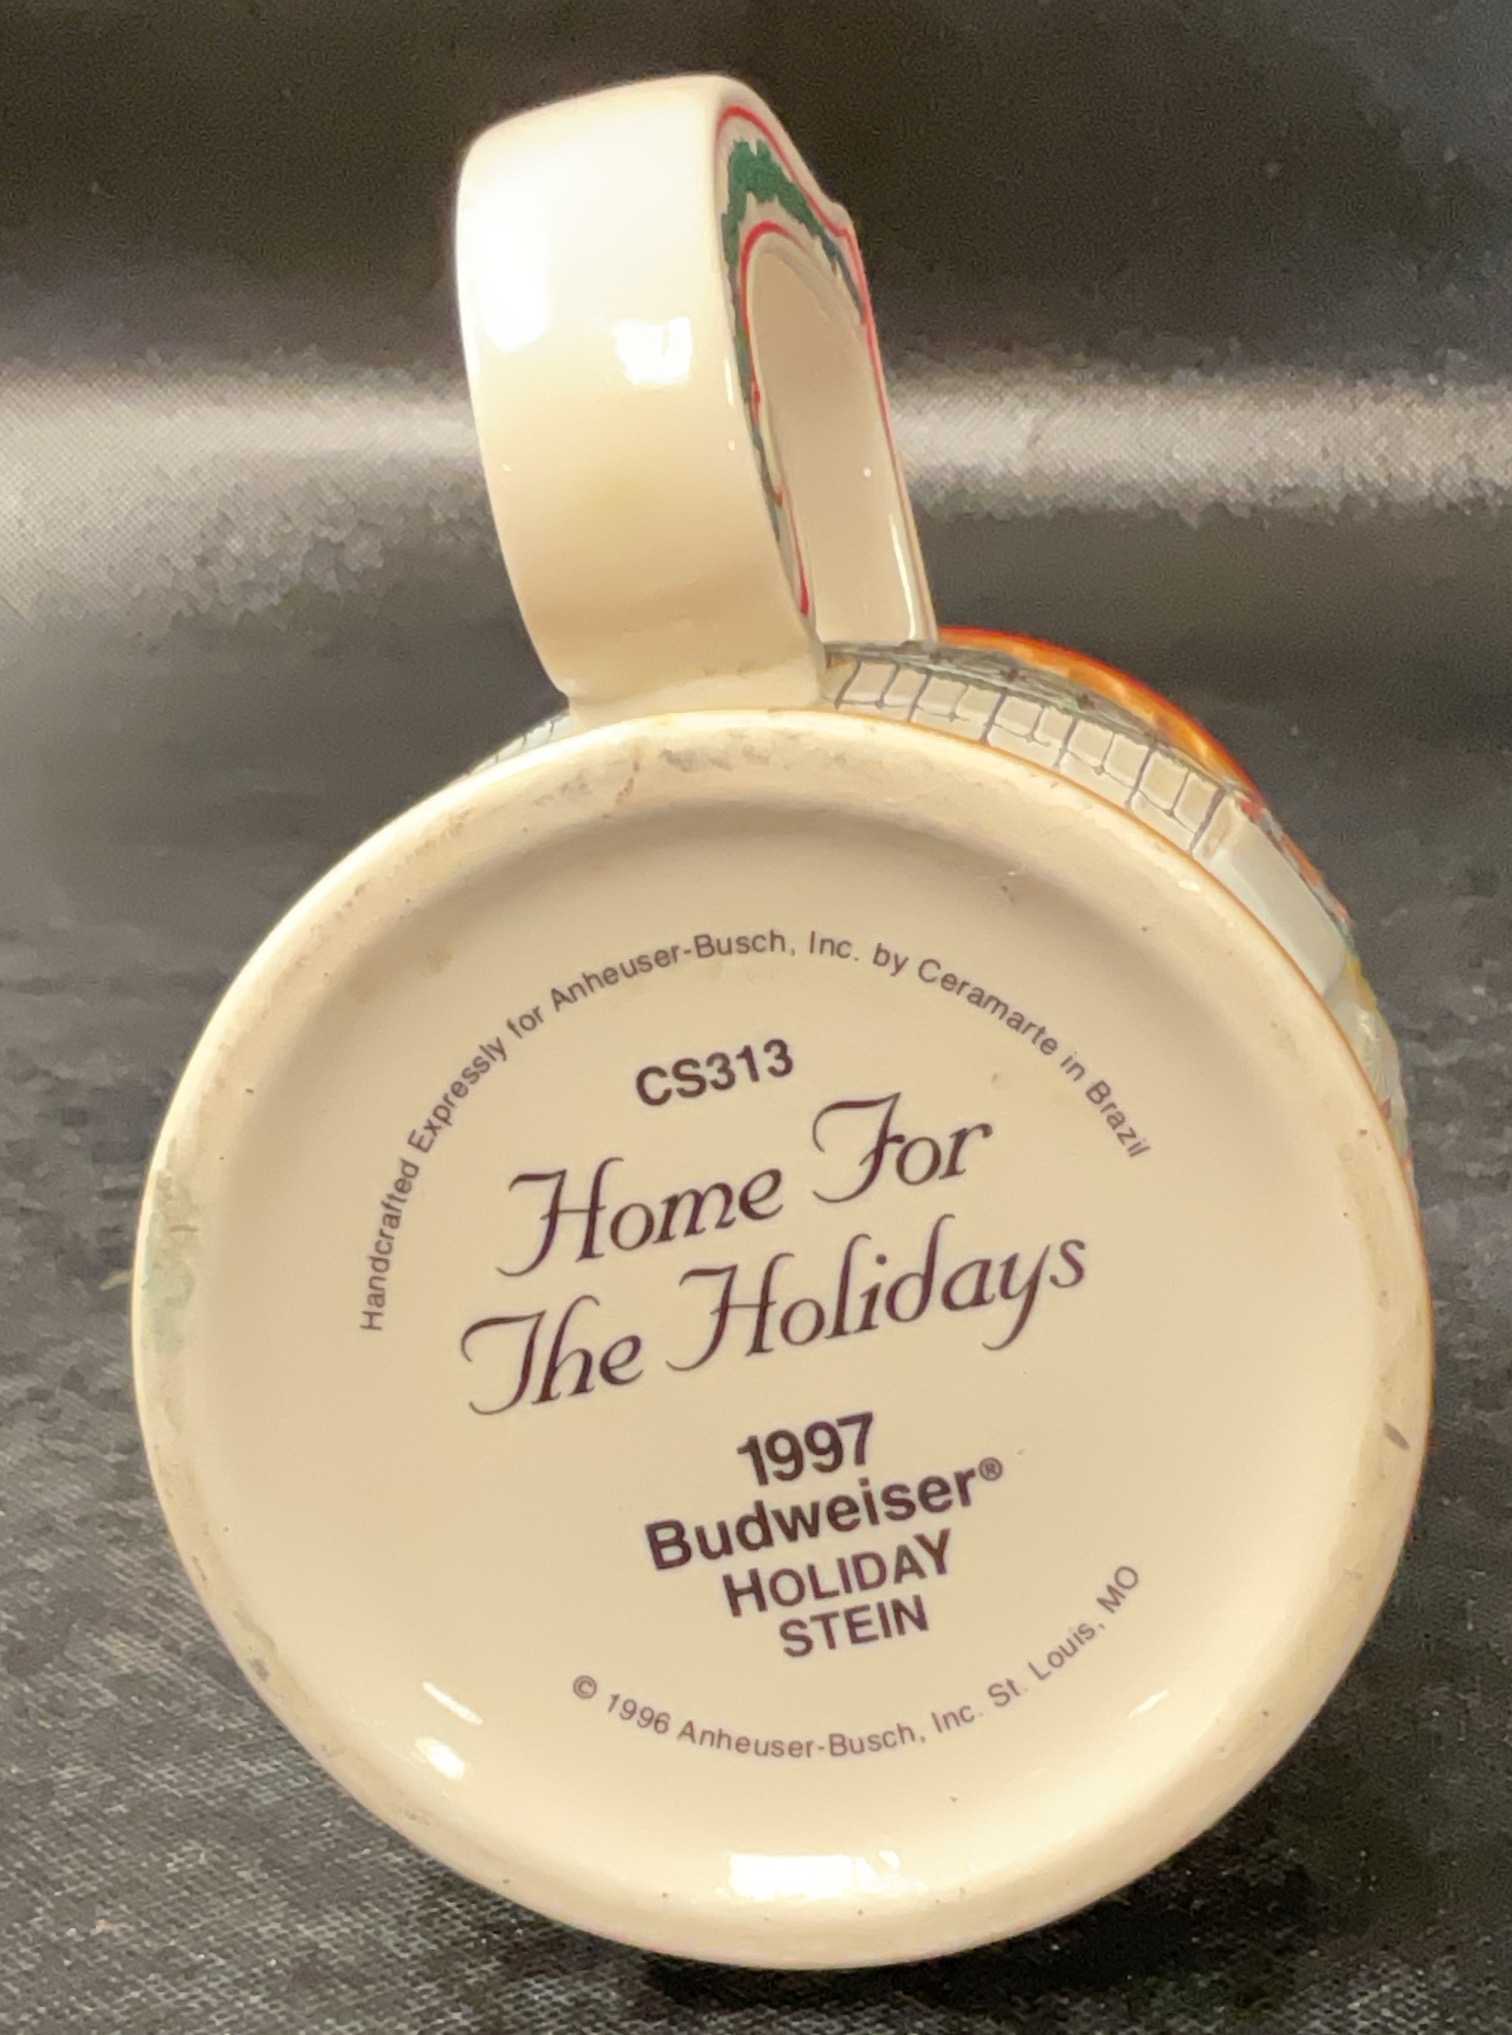 Handcrafted Expressly for Anheuser-Busch, Inc. by Ceramarte in Brazil
CS313
Home For
The Holidays
1997
Budweiser®
HOLIDAY
STEIN
© 1996 Anheuser-Busch, Inc. St. Louis, MO